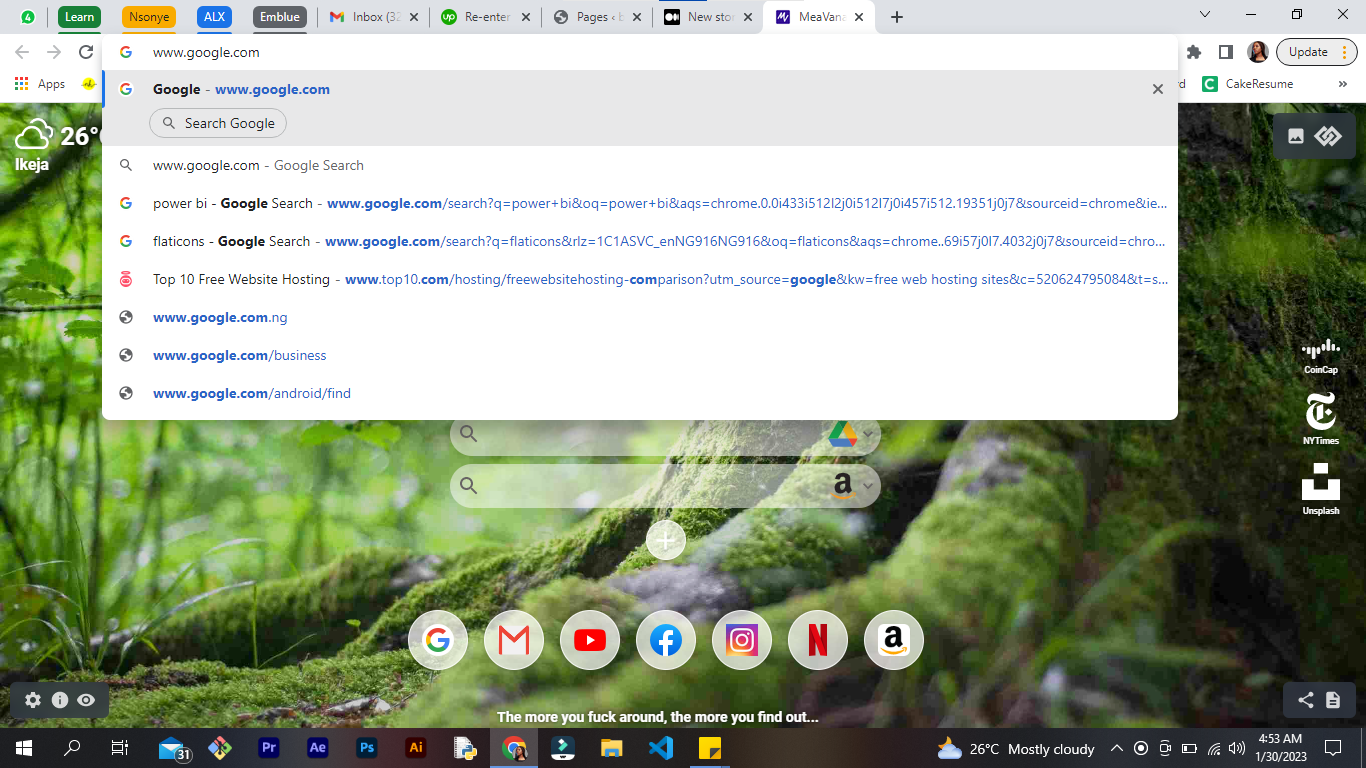 Learn
Nsonye
ALX
Emblue
Inbox (32
Re-enter
Pages ‹ b
New stor
MeaVana
www.google.com
Update
Apps
CakeResume
Google - www.google.com
Search Google
www.google.com - Google Search
power bi - Google Search - www.google.com/search?q=power+bi&oq=power+bi&aqs=chrome.0.0i433i512l2j0i512l7j0i457i512.19351j0j7&sourceid=chrome&ie...
flaticons - Google Search - www.google.com/search?q=flaticons&rlz=1C1ASVC_enNG916NG916&oq=flaticons&aqs=chrome..69i57j0l7.4032j0j7&sourceid=chro...
Top 10 Free Website Hosting - www.top10.com/hosting/freewebsitehosting-comparison?utm_source=google&kw=free web hosting sites&c=520624795084&t=s...
www.google.com.ng
www.google.com/business
www.google.com/android/find
26°
Ikeja
CoinCap
NYTimes
Unsplash
The more you fuck around, the more you find out...
31
Pr
Ae
Ps
Ai
26°C Mostly cloudy
4:53 AM
1/30/2023